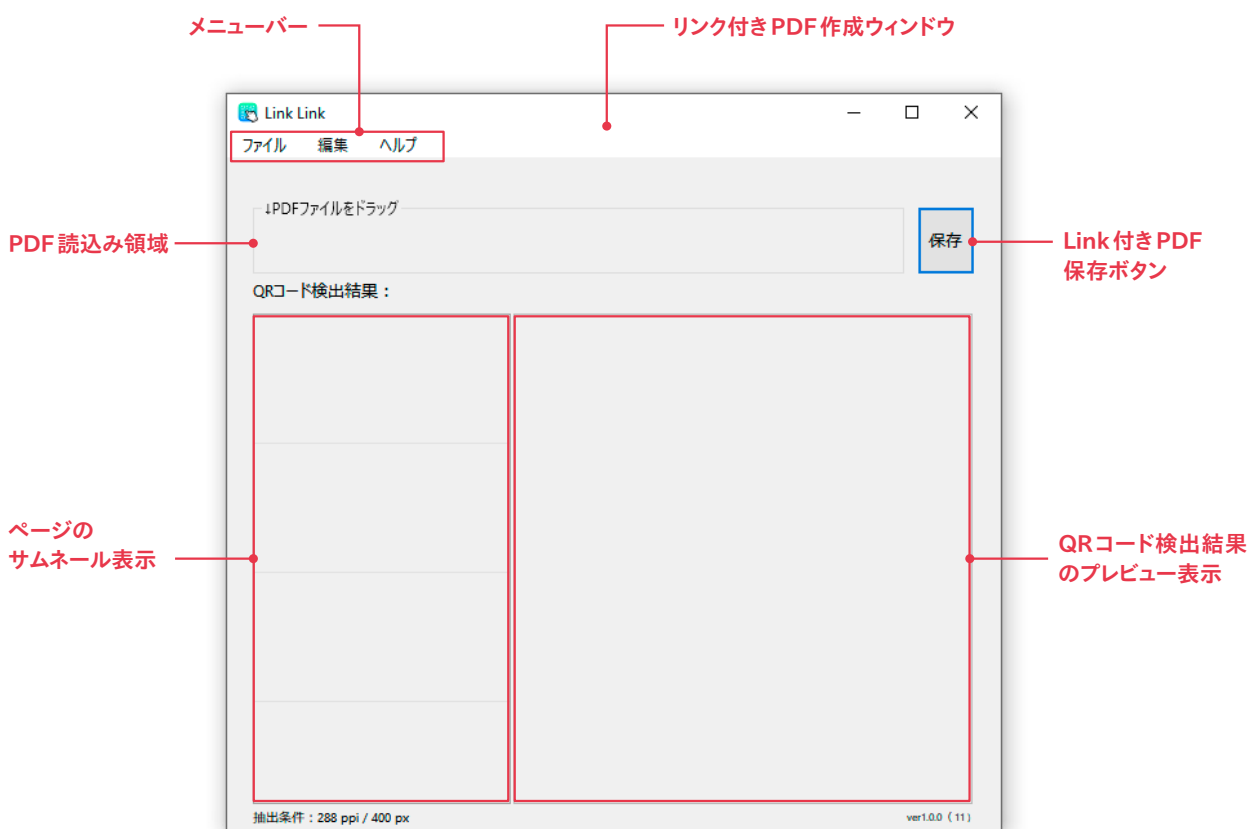 メニューバー
リンク付きPDF作成ウィンドウ
Link Link
ファイル 編集 ヘルプ
↓PDFファイルをドラッグ
PDF読込み領域
保存
Link付きPDF
保存ボタン
QRコード検出結果：
ページの
サムネール表示
QRコード検出結果
のプレビュー表示
抽出条件：288 ppi / 400 px
ver1.0.0（11）